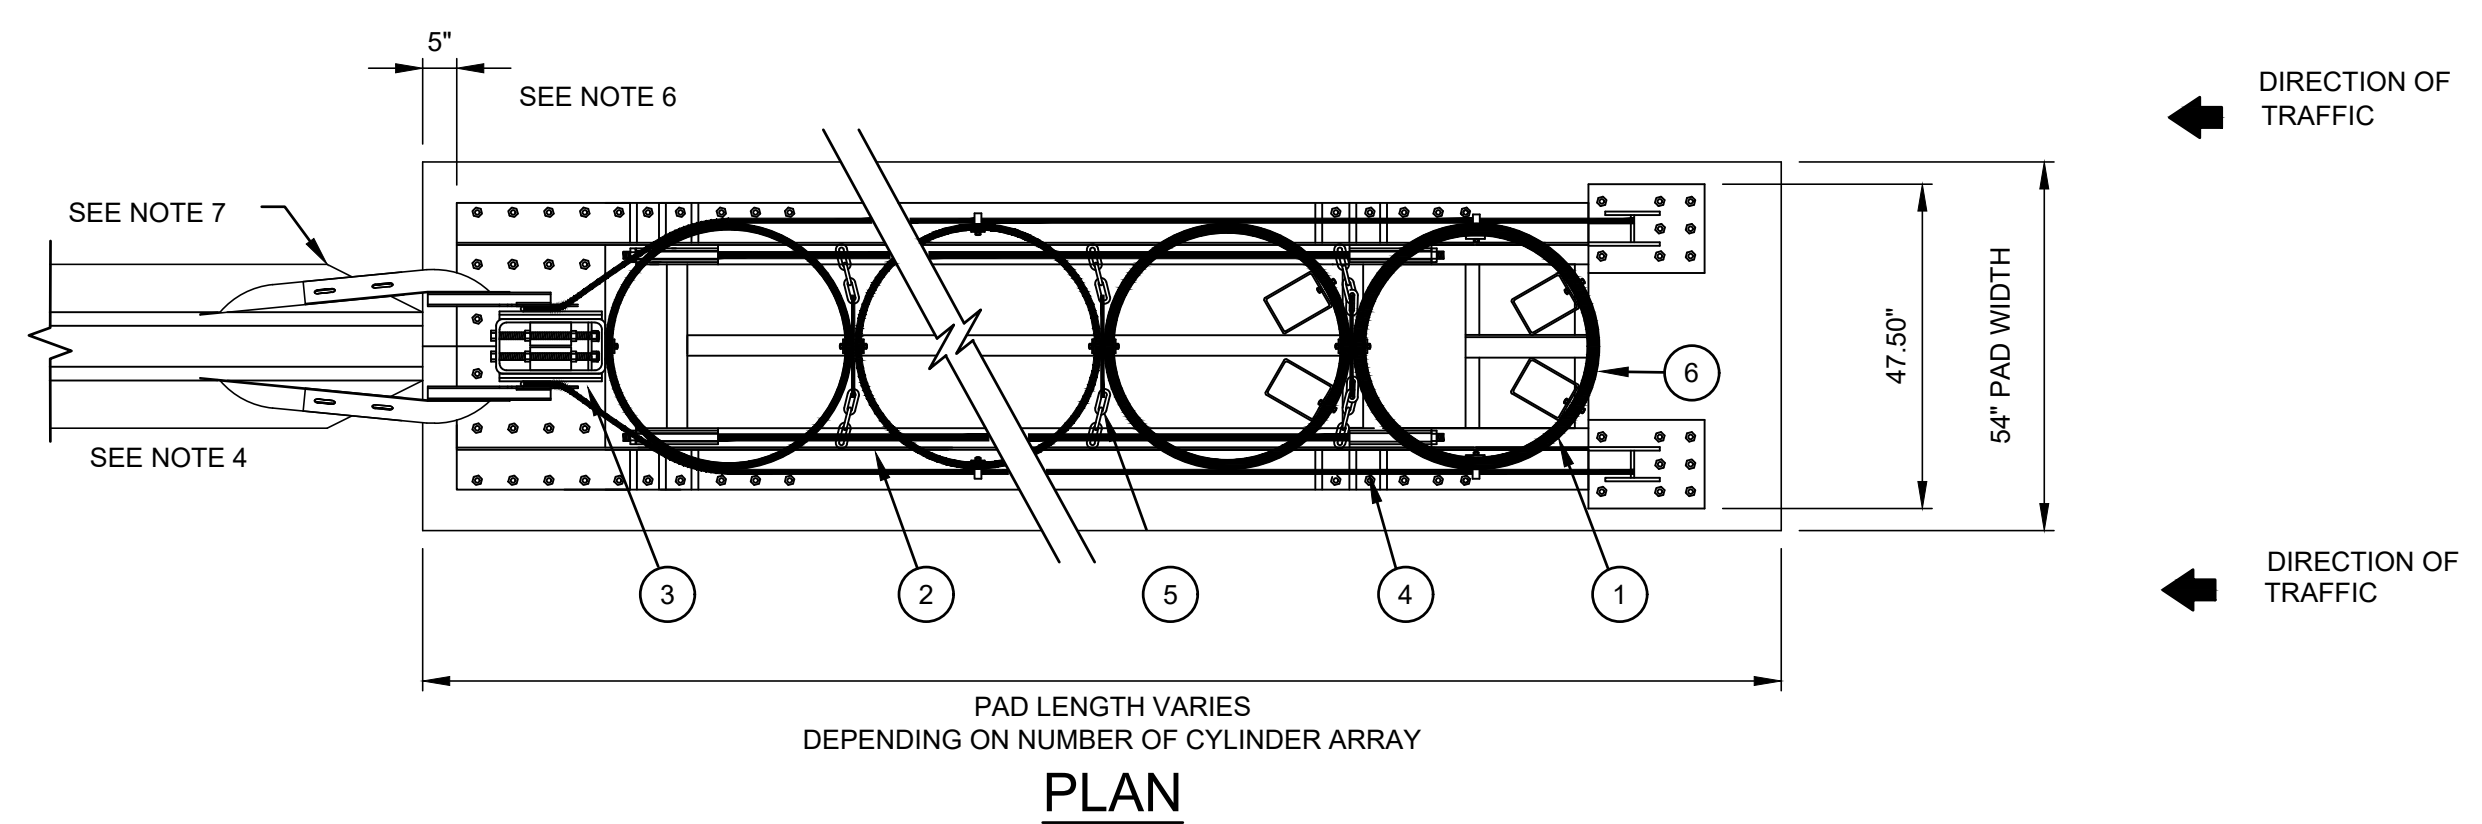 5"
SEE NOTE 6
DIRECTION OF
TRAFFIC
SEE NOTE 7
47.50"
54" PAD WIDTH
6
SEE NOTE 4
3
2
5
4
1
DIRECTION OF
TRAFFIC
PAD LENGTH VARIES
DEPENDING ON NUMBER OF CYLINDER ARRAY
PLAN